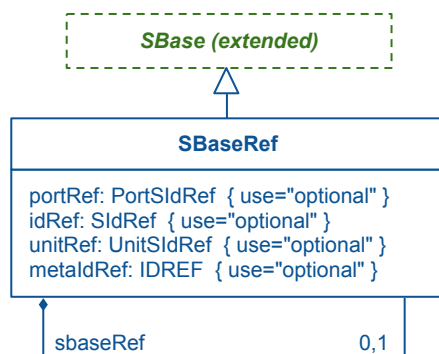 SBase (extended)
SBaseRef
portRef: PortSIdRef { use="optional" }
idRef: SIdRef { use="optional" }
unitRef: UnitSIdRef { use="optional" }
metaIdRef: IDREF { use="optional" }
sbaseRef 0,1